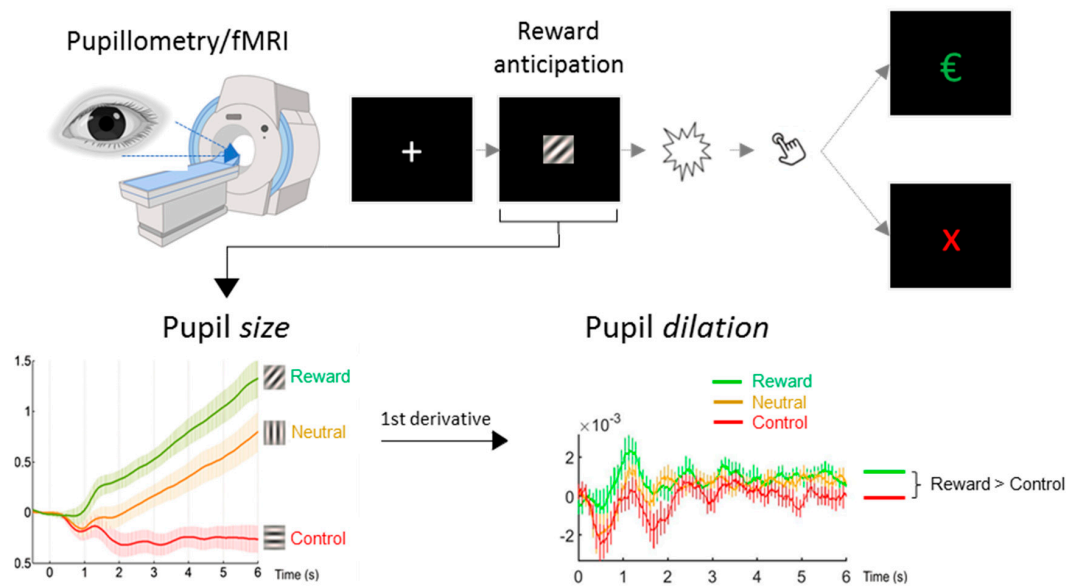 Pupillometry/fMRI
Reward
anticipation
+
€
x
Pupil size
Pupil dilation
1.5
1
0.5
0
0.5
0 1 2 3 4 5 6 Time (s)
Reward
Neutral
Control
1st derivative
Reward
Neutral
Control
×10⁻³
2
0
-2
0 1 2 3 4 5 6 Time (s)
Reward > Control